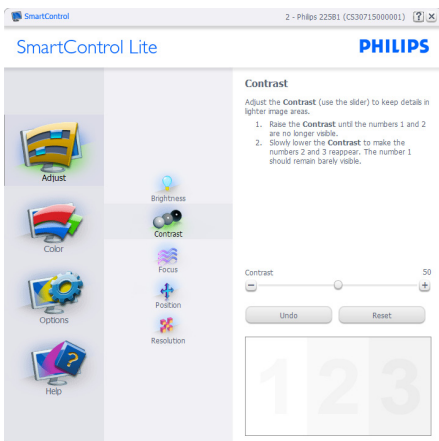 SmartControl
2 - Philips 225B1 (CS30715000001)
SmartControl Lite
PHILIPS
Adjust
Color
Options
Help
Brightness
Contrast
Focus
Position
Resolution
Contrast
Adjust the Contrast (use the slider) to keep details in
lighter image areas.
1. Raise the Contrast until the numbers 1 and 2
are no longer visible.
2. Slowly lower the Contrast to make the
numbers 2 and 3 reappear. The number 1
should remain barely visible.
Contrast 50
Undo Reset
1 2 3